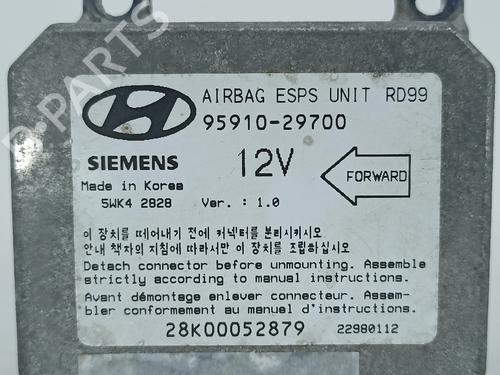 AIRBAG ESPS UNIT RD99
95910-29700
SIEMENS 12V
Made in Korea
FORWARD
5WK4 2828 Ver. : 1.0
이 장치를 떼어내기 전에 커넥터를 분리시키시오
안내 책자의 지침에 따라서만 이 장치를 조립하십시오
Detach connector before unmounting. Assemble
strictly according to manual instructions.
Avant démontage enlever connecteur. Assem-
bler conformement au manuel d'instructions.
28K00052879 22980112
B-PARTS